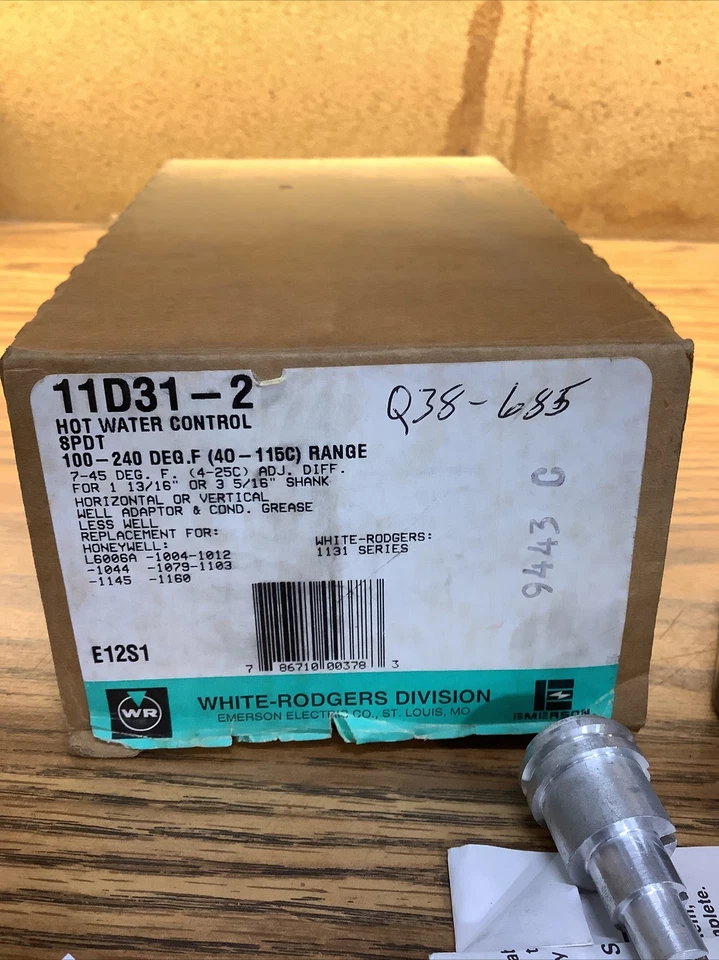 11D31-2
HOT WATER CONTROL
SPDT
100-240 DEG.F (40-115C) RANGE
7-45 DEG. F. (4-25C) ADJ. DIFF.
FOR 1 13/16" OR 3 5/16" SHANK
HORIZONTAL OR VERTICAL
WELL ADAPTOR & COND. GREASE
LESS WELL
REPLACEMENT FOR:
HONEYWELL:
L6006A -1004-1012
-1044 -1079-1103
-1145 -1160
WHITE-RODGERS:
1131 SERIES
Q38-685
9443 C
E12S1
7 86710 00378 3
WR
WHITE-RODGERS DIVISION
EMERSON ELECTRIC CO., ST. LOUIS, MO.
EMERSON
plete.